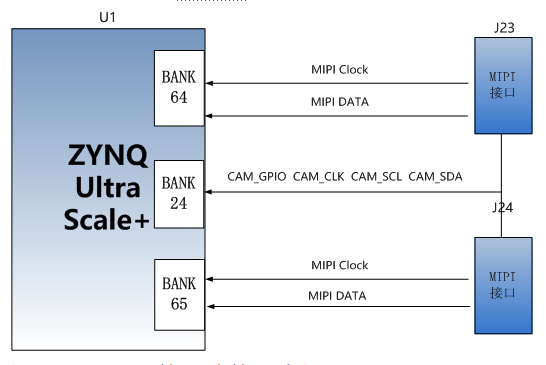 U1
J23
BANK
64
MIPI Clock
MIPI DATA
MIPI
接口
ZYNQ
Ultra
Scale+
BANK
24
CAM_GPIO CAM_CLK CAM_SCL CAM_SDA
J24
BANK
65
MIPI Clock
MIPI DATA
MIPI
接口